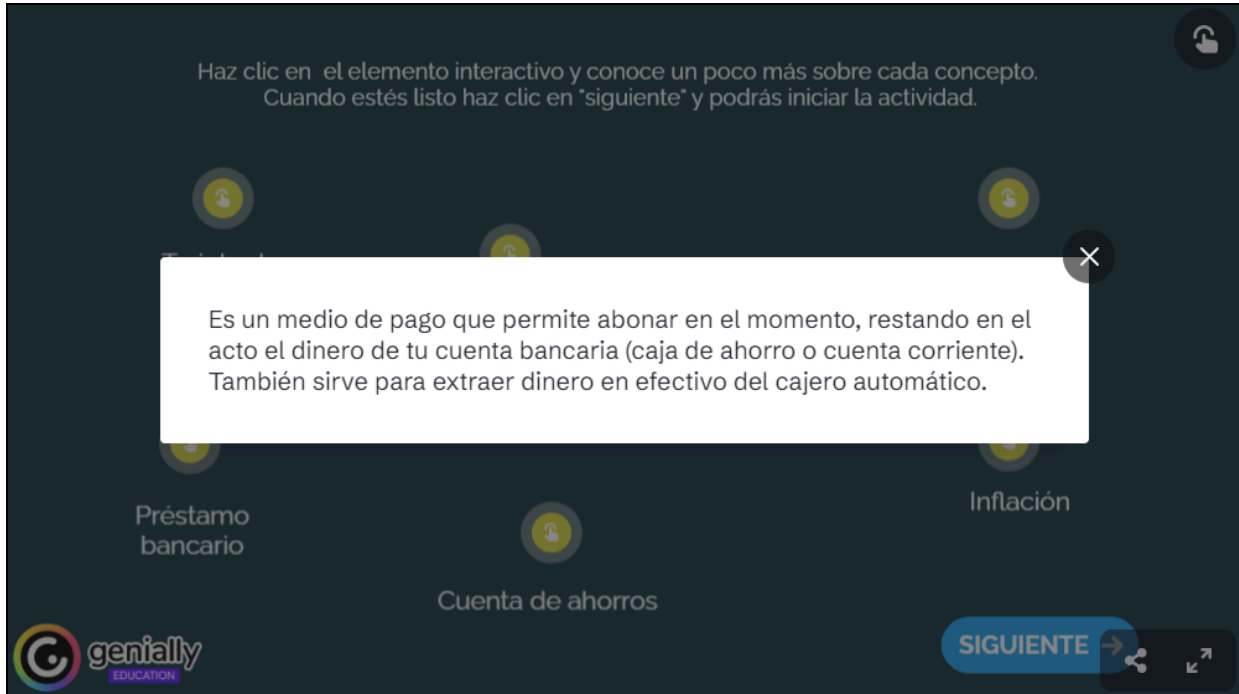 Haz clic en  el elemento interactivo y conoce un poco más sobre cada concepto.
Cuando estés listo haz clic en "siguiente" y podrás iniciar la actividad.
Es un medio de pago que permite abonar en el momento, restando en el
acto el dinero de tu cuenta bancaria (caja de ahorro o cuenta corriente).
También sirve para extraer dinero en efectivo del cajero automático.
Préstamo
bancario
Inflación
Cuenta de ahorros
genially
EDUCATION
SIGUIENTE